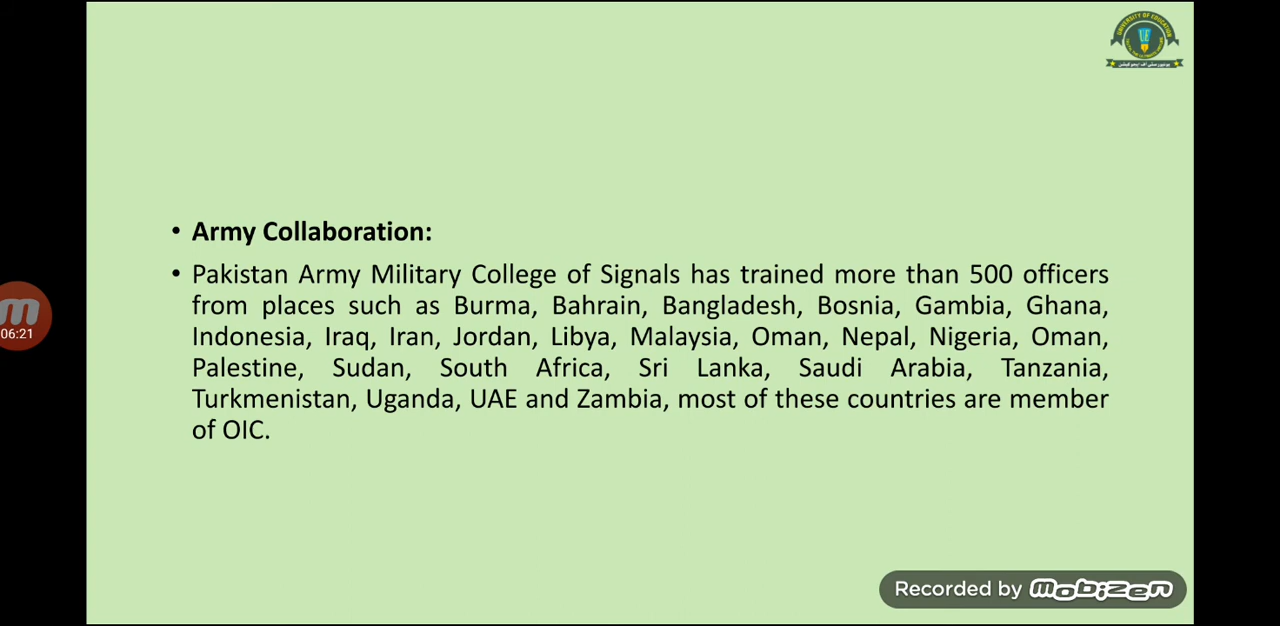 UNIVERSITY OF EDUCATION
• Army Collaboration:
• Pakistan Army Military College of Signals has trained more than 500 officers
from places such as Burma, Bahrain, Bangladesh, Bosnia, Gambia, Ghana,
Indonesia, Iraq, Iran, Jordan, Libya, Malaysia, Oman, Nepal, Nigeria, Oman,
Palestine, Sudan, South Africa, Sri Lanka, Saudi Arabia, Tanzania,
Turkmenistan, Uganda, UAE and Zambia, most of these countries are member
of OIC.
06:21
Recorded by mobizen